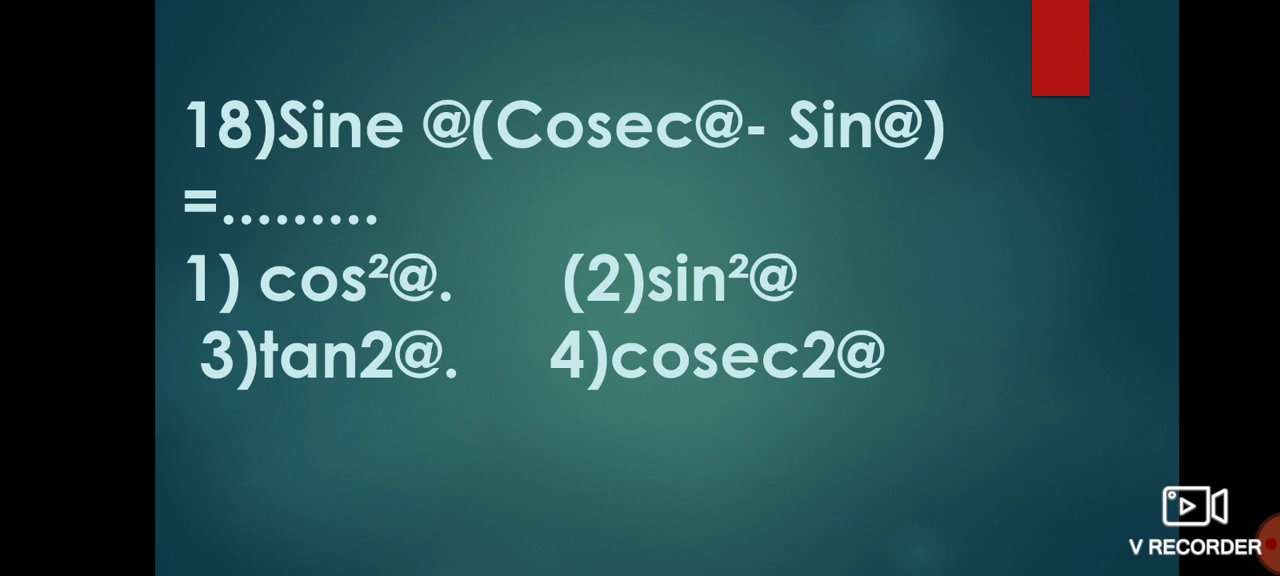 18)Sine @(Cosec@- Sin@)
=.........
1) cos²@. (2)sin²@
3)tan2@. 4)cosec2@
V RECORDER